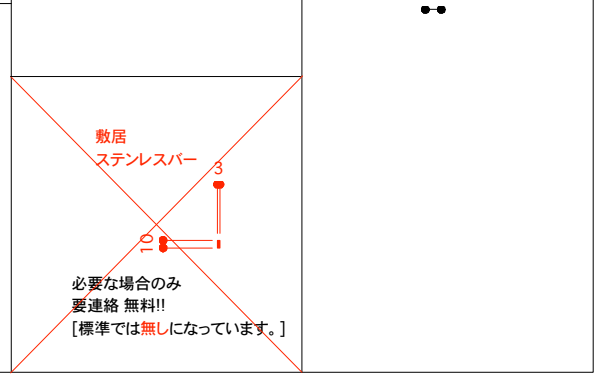 敷居
ステンレスバー
3
10
必要な場合のみ
要連絡 無料!!
[標準では無しになっています。]